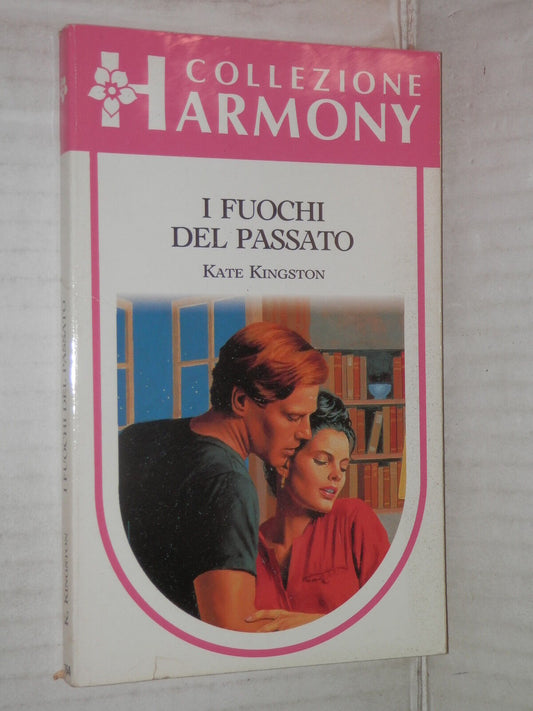 COLLEZIONE
HARMONY
I FUOCHI
DEL PASSATO
KATE KINGSTON
K. KINGSTON I FUOCHI DEL PASSATO